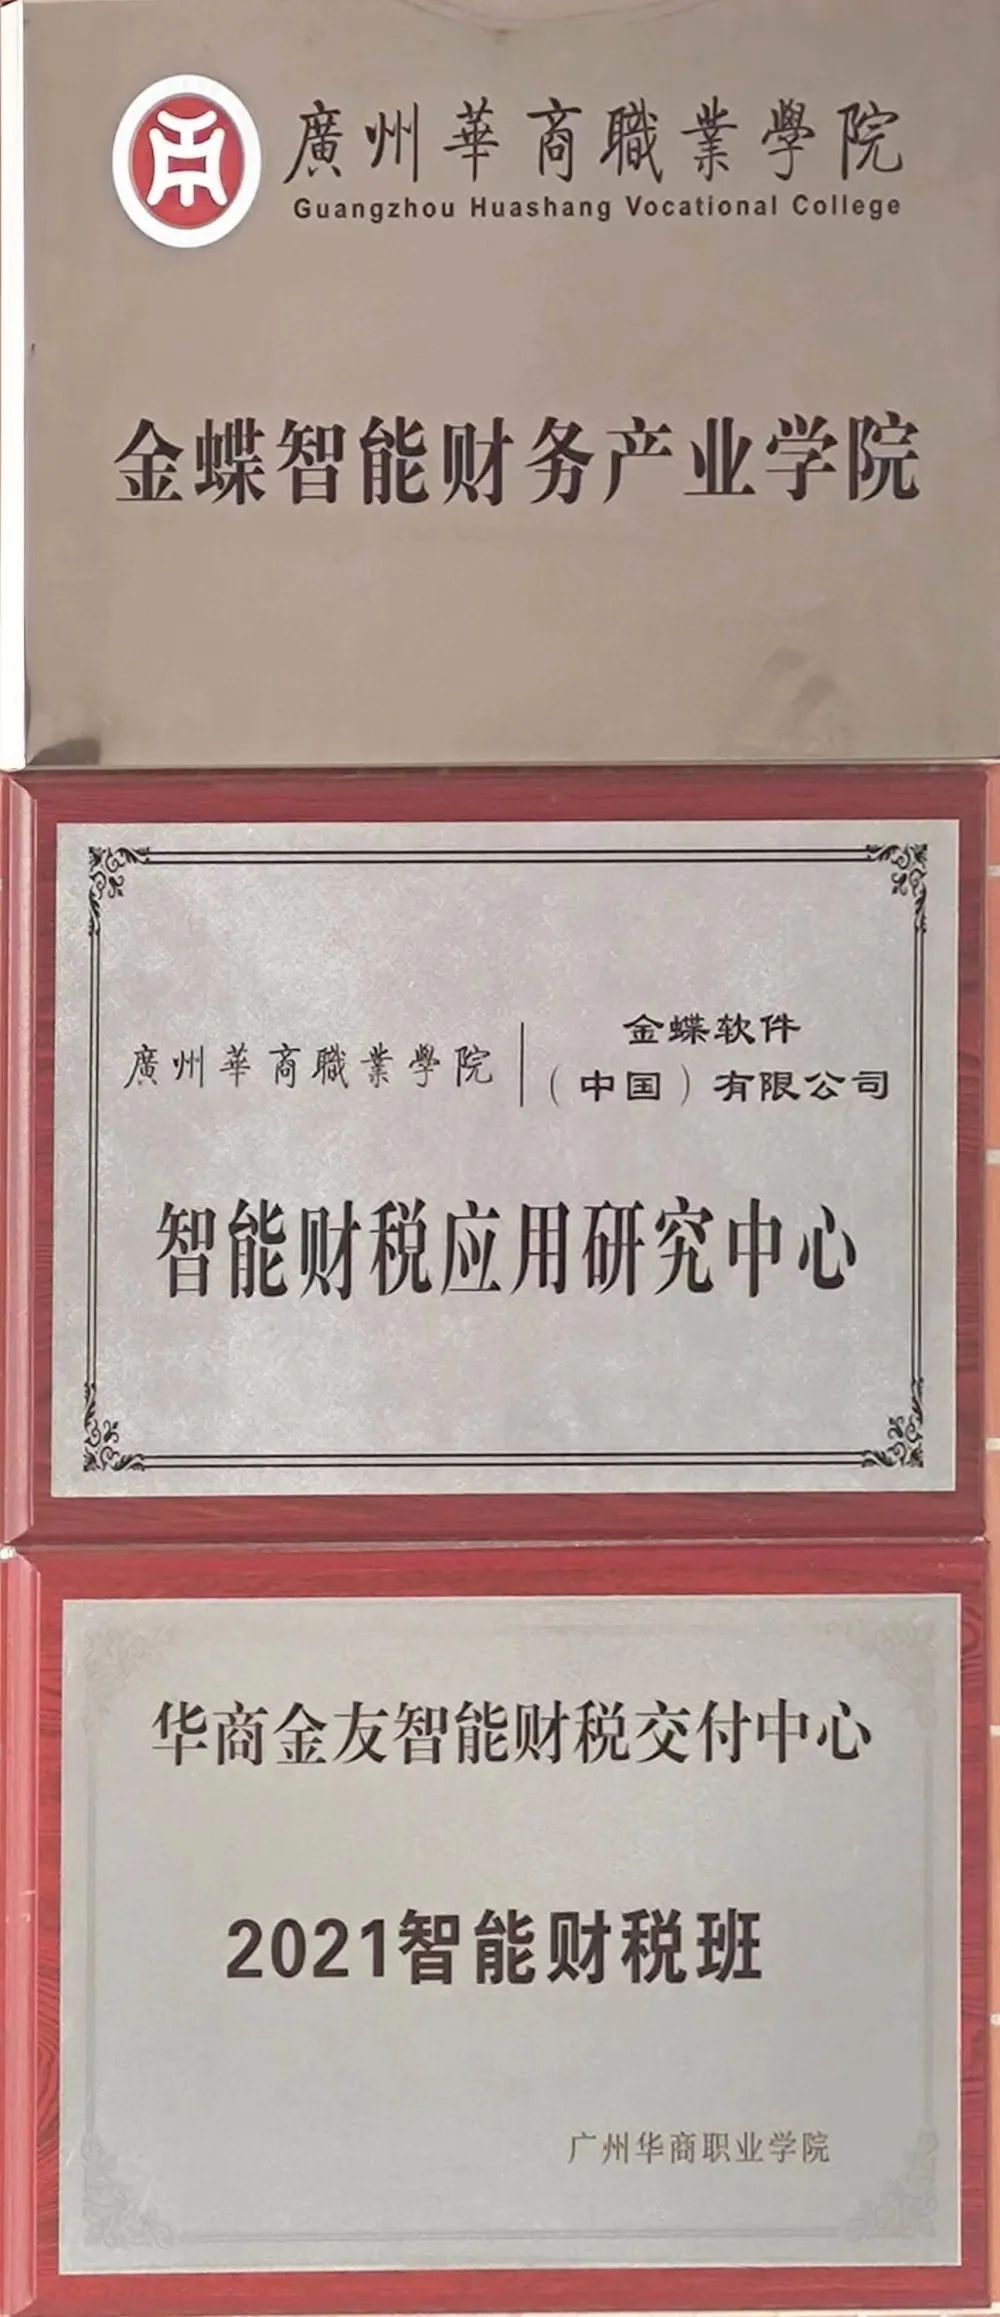 廣州華商職業學院
Guangzhou Huashang Vocational College
金蝶智能财务产业学院
廣州華商職業學院
金蝶软件
（中国）有限公司
智能财税应用研究中心
华商金友智能财税交付中心
2021智能财税班
广州华商职业学院